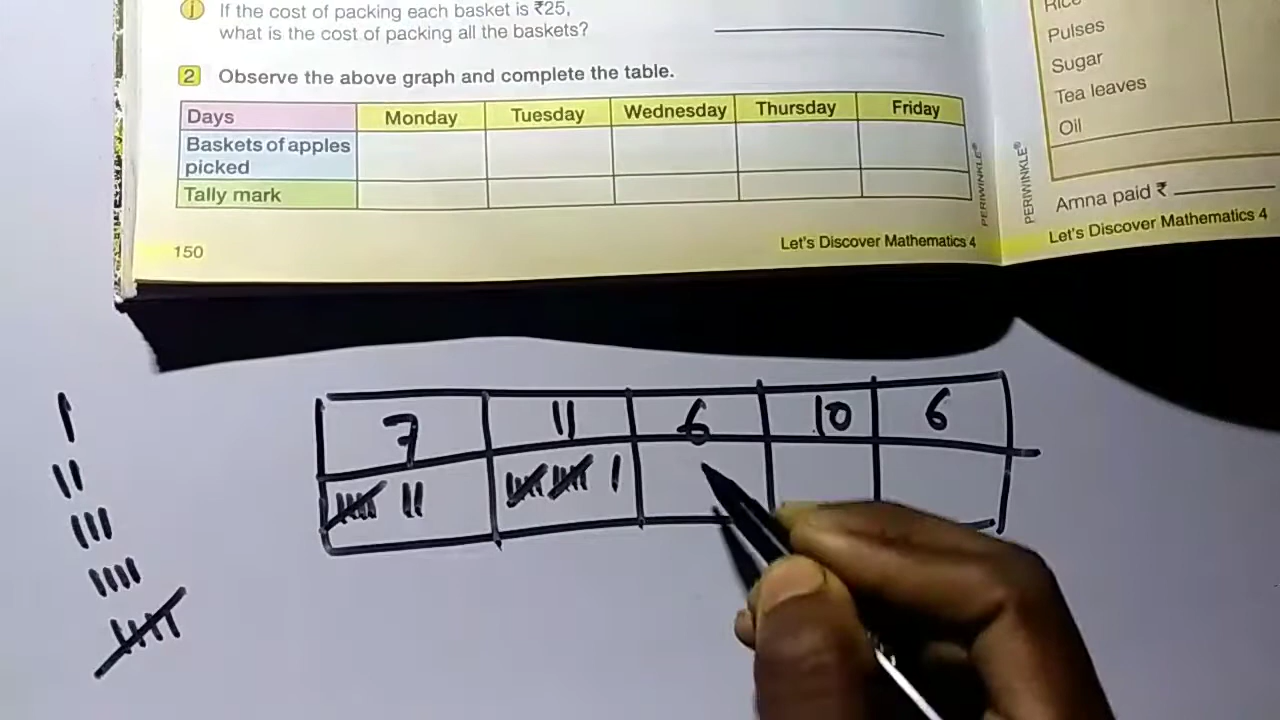 j If the cost of packing each basket is ₹25,
what is the cost of packing all the baskets?
2 Observe the above graph and complete the table.
Days Monday Tuesday Wednesday Thursday Friday
Baskets of apples
picked
Tally mark
150
Let's Discover Mathematics 4
PERIWINKLE®
Rice
Pulses
Sugar
Tea leaves
Oil
PERIWINKLE®
Amna paid ₹
Let's Discover Mathematics 4
7 11 6 10 6